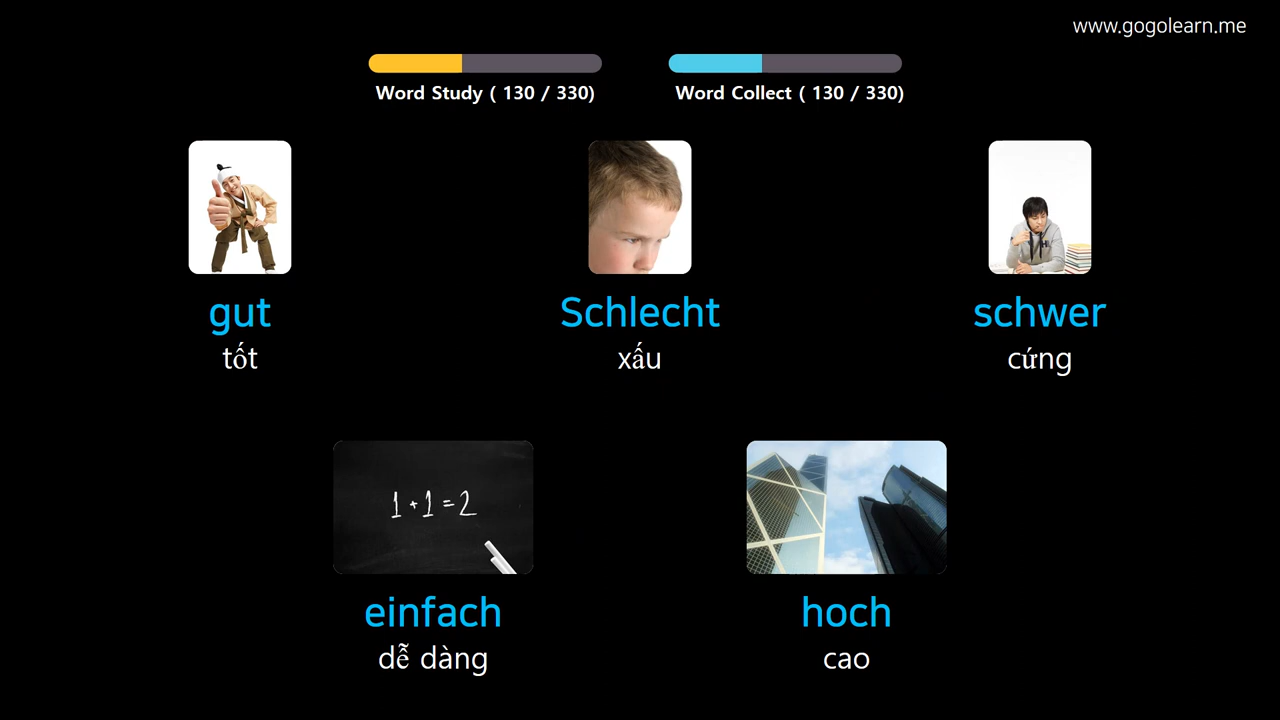 www.gogolearn.me
Word Study ( 130 / 330)
Word Collect ( 130 / 330)
gut
tốt
Schlecht
xấu
schwer
cứng
1+1=2
einfach
dễ dàng
hoch
cao